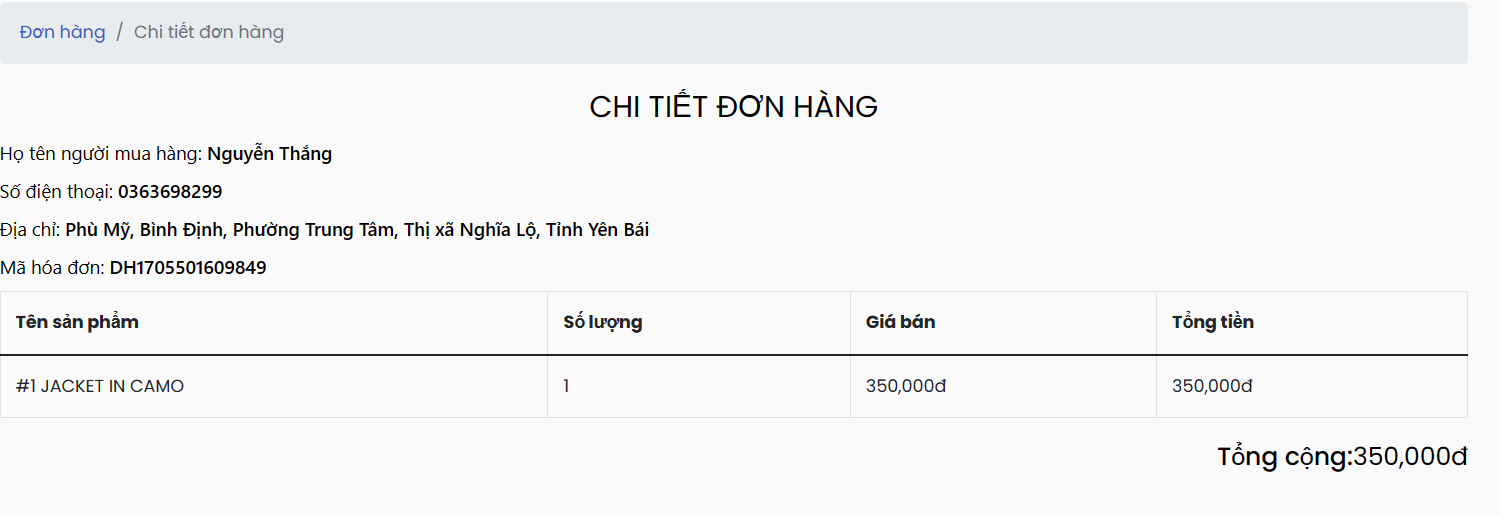 Đơn hàng / Chi tiết đơn hàng
CHI TIẾT ĐƠN HÀNG
Họ tên người mua hàng: Nguyễn Thắng
Số điện thoại: 0363698299
Địa chỉ: Phù Mỹ, Bình Định, Phường Trung Tâm, Thị xã Nghĩa Lộ, Tỉnh Yên Bái
Mã hóa đơn: DH1705501609849
Tên sản phẩm Số lượng Giá bán Tổng tiền
#1 JACKET IN CAMO 1 350,000đ 350,000đ
Tổng cộng:350,000đ